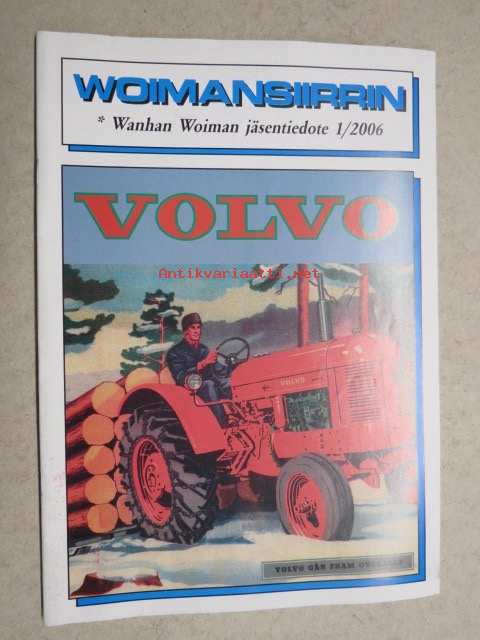 WOIMANSIIRRIN
* Wanhan Woiman jäsentiedote 1/2006
VOLVO
Antikvariaatti.net
VOLVO
VOLVO GÅR FRAM ÖVERALLT